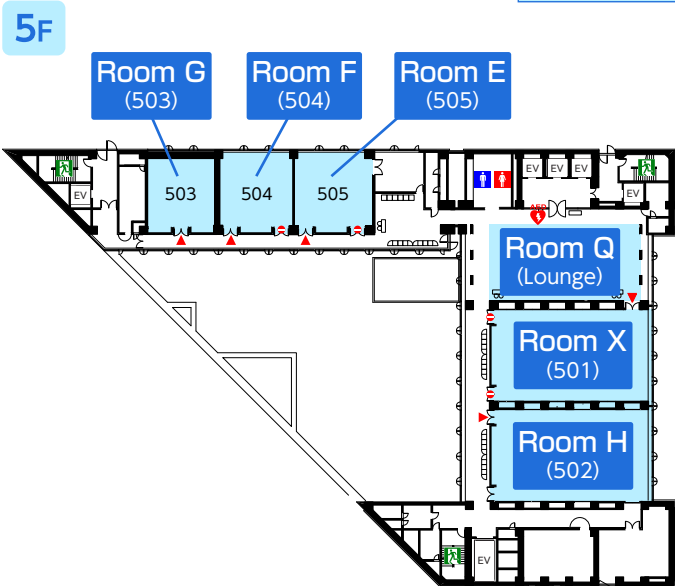 5F
Room G
(503)
Room F
(504)
Room E
(505)
503
504
505
EV
EV
EV
EV
EV
AED
Room Q
(Lounge)
Room X
(501)
Room H
(502)
EV